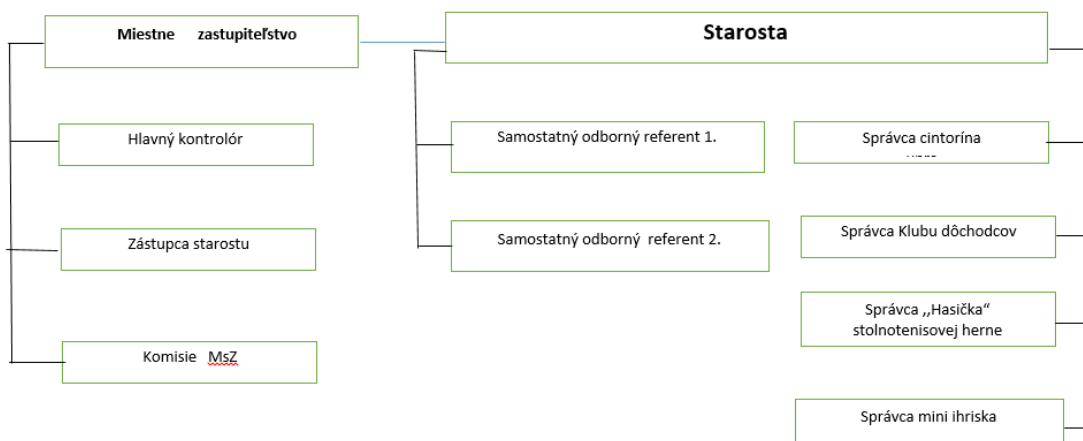 Miestne zastupiteľstvo
Starosta
Hlavný kontrolór
Zástupca starostu
Komisie MsZ
Samostatný odborný referent 1.
Samostatný odborný referent 2.
Správca cintorína
Správca Klubu dôchodcov
Správca ,,Hasička“
stolnotenisovej herne
Správca mini ihriska